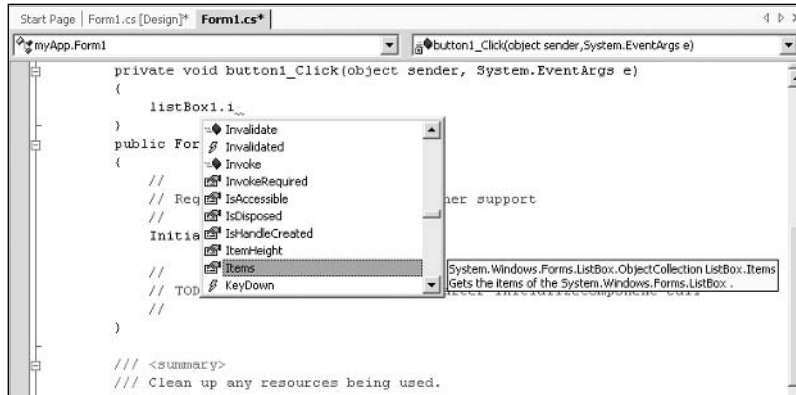 Start Page Form1.cs [Design]* Form1.cs*
myApp.Form1 button1_Click(object sender,System.EventArgs e)
private void button1_Click(object sender, System.EventArgs e)
{
listBox1.i
}
Invalidate
public For
Invalidated
{
Invoke
//
InvokeRequired
// Req
IsAccessible
ner support
//
IsDisposed
Initia
IsHandleCreated
ItemHeight
//
Items
System.Windows.Forms.ListBox.ObjectCollection ListBox.Items
// TOD
KeyDown
Gets the items of the System.Windows.Forms.ListBox .
//
}
/// <summary>
/// Clean up any resources being used.